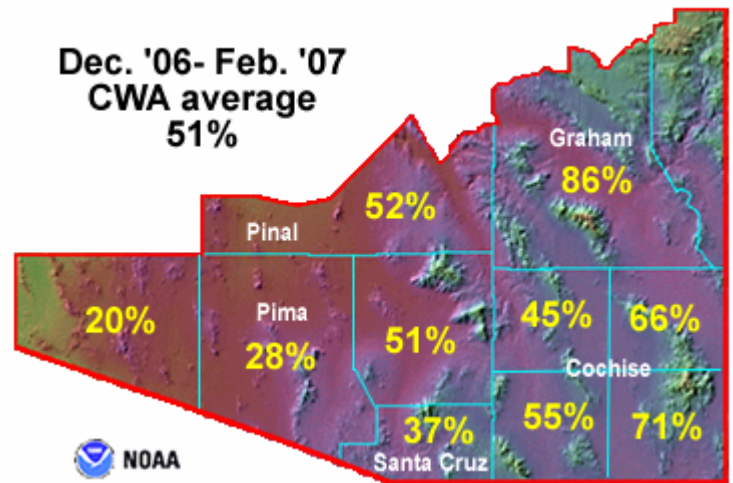 Dec. '06- Feb. '07
CWA average
51%
Graham
86%
52%
Pinal
20%
Pima
28%
51%
45%
66%
Cochise
55%
71%
37%
Santa Cruz
NOAA